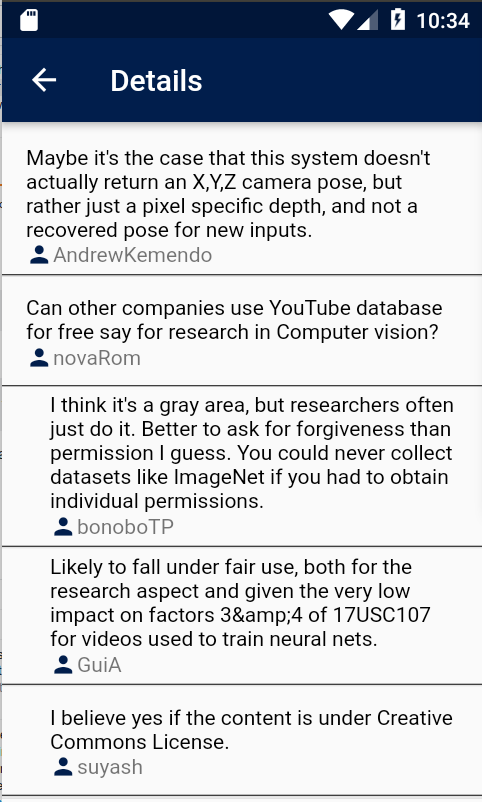 10:34
Details
Maybe it's the case that this system doesn't
actually return an X,Y,Z camera pose, but
rather just a pixel specific depth, and not a
recovered pose for new inputs.
AndrewKemendo
Can other companies use YouTube database
for free say for research in Computer vision?
novaRom
I think it's a gray area, but researchers often
just do it. Better to ask for forgiveness than
permission I guess. You could never collect
datasets like ImageNet if you had to obtain
individual permissions.
bonoboTP
Likely to fall under fair use, both for the
research aspect and given the very low
impact on factors 3&amp;4 of 17USC107
for videos used to train neural nets.
GuiA
I believe yes if the content is under Creative
Commons License.
suyash